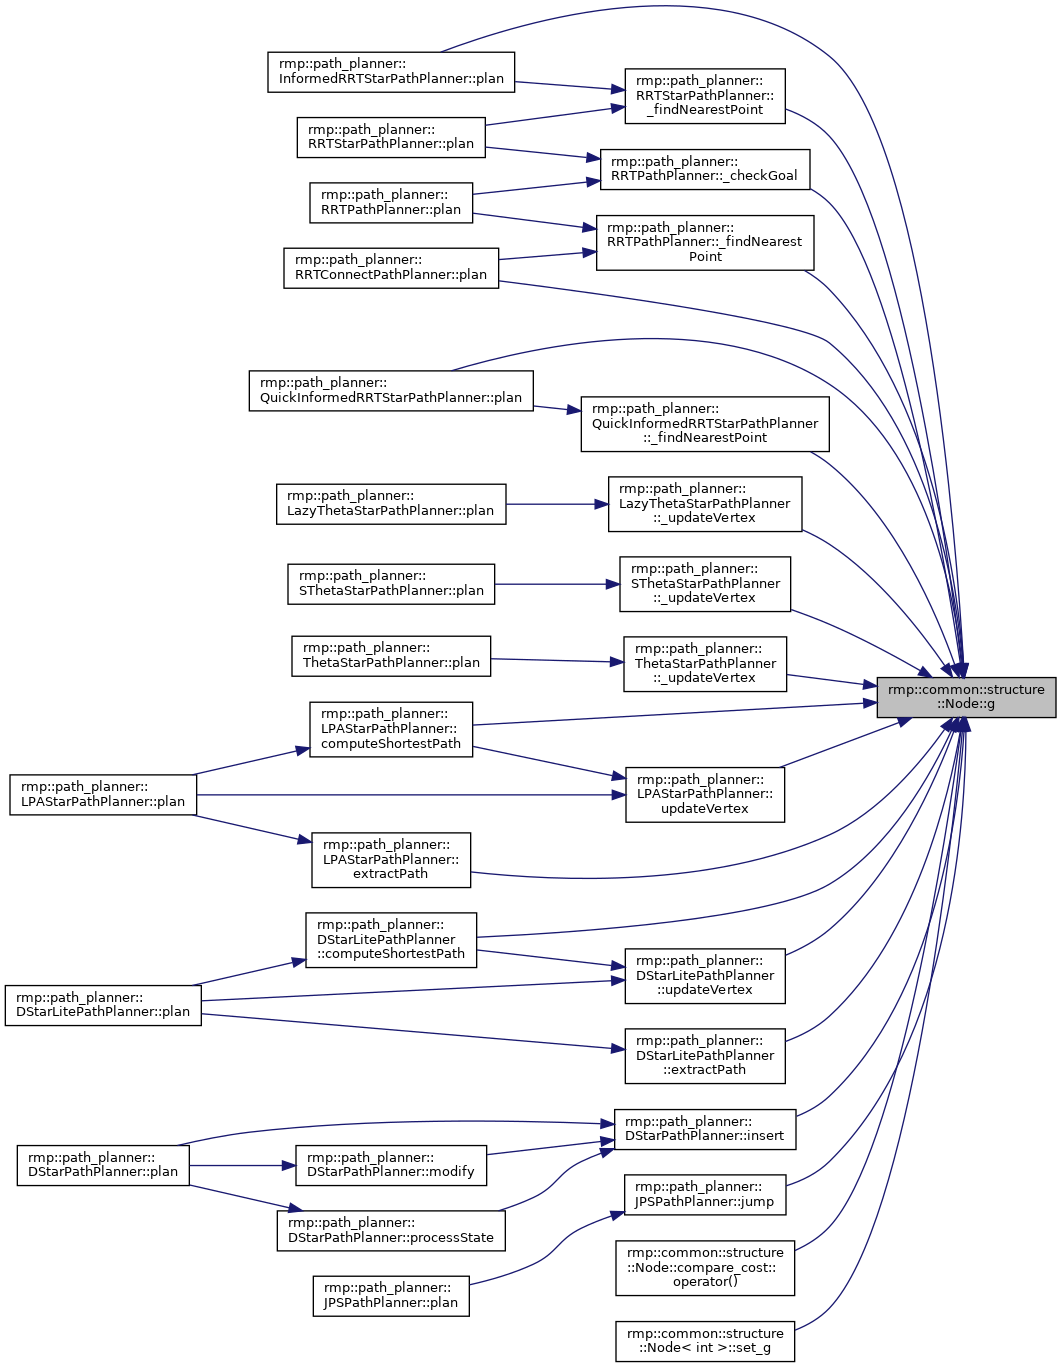 rmp::path_planner::
InformedRRTStarPathPlanner::plan
rmp::path_planner::
RRTStarPathPlanner::
_findNearestPoint
rmp::path_planner::
RRTStarPathPlanner::plan
rmp::path_planner::
RRTPathPlanner::_checkGoal
rmp::path_planner::
RRTPathPlanner::plan
rmp::path_planner::
RRTPathPlanner::_findNearest
Point
rmp::path_planner::
RRTConnectPathPlanner::plan
rmp::path_planner::
QuickInformedRRTStarPathPlanner::plan
rmp::path_planner::
QuickInformedRRTStarPathPlanner
::_findNearestPoint
rmp::path_planner::
LazyThetaStarPathPlanner::plan
rmp::path_planner::
LazyThetaStarPathPlanner
::_updateVertex
rmp::path_planner::
SThetaStarPathPlanner::plan
rmp::path_planner::
SThetaStarPathPlanner
::_updateVertex
rmp::path_planner::
ThetaStarPathPlanner::plan
rmp::path_planner::
ThetaStarPathPlanner
::_updateVertex
rmp::common::structure
::Node::g
rmp::path_planner::
LPAStarPathPlanner::
computeShortestPath
rmp::path_planner::
LPAStarPathPlanner::plan
rmp::path_planner::
LPAStarPathPlanner::
updateVertex
rmp::path_planner::
LPAStarPathPlanner::
extractPath
rmp::path_planner::
DStarLitePathPlanner
::computeShortestPath
rmp::path_planner::
DStarLitePathPlanner
::updateVertex
rmp::path_planner::
DStarLitePathPlanner::plan
rmp::path_planner::
DStarLitePathPlanner
::extractPath
rmp::path_planner::
DStarPathPlanner::insert
rmp::path_planner::
DStarPathPlanner::plan
rmp::path_planner::
DStarPathPlanner::modify
rmp::path_planner::
JPSPathPlanner::jump
rmp::path_planner::
DStarPathPlanner::processState
rmp::common::structure
::Node::compare_cost::
operator()
rmp::path_planner::
JPSPathPlanner::plan
rmp::common::structure
::Node< int >::set_g